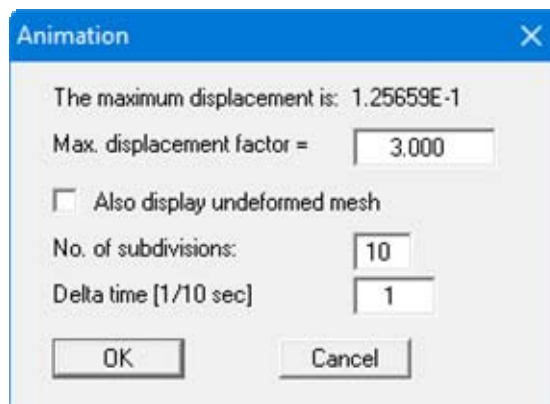 Animation
The maximum displacement is: 1.25659E-1
Max. displacement factor = 3.000
Also display undeformed mesh
No. of subdivisions: 10
Delta time [1/10 sec] 1
OK Cancel